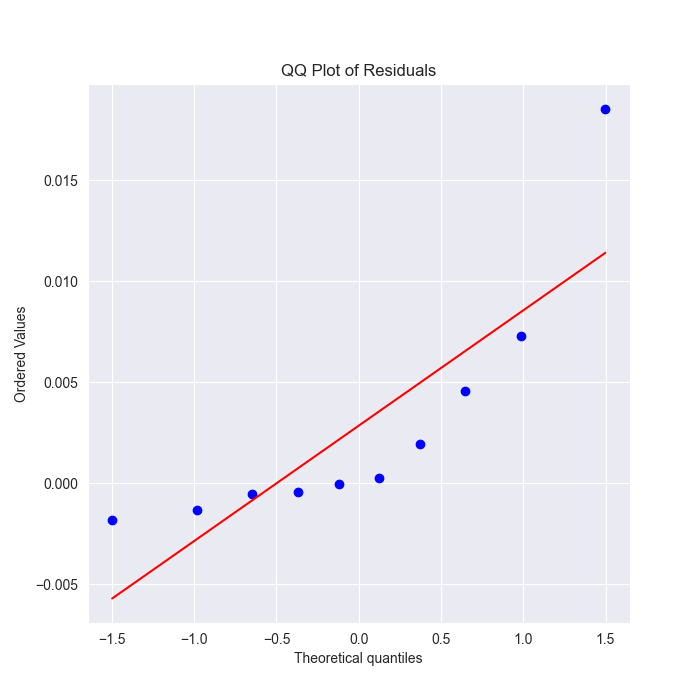 QQ Plot of Residuals
0.015
0.010
0.005
0.000
−0.005
Ordered Values
−1.5 −1.0 −0.5 0.0 0.5 1.0 1.5
Theoretical quantiles